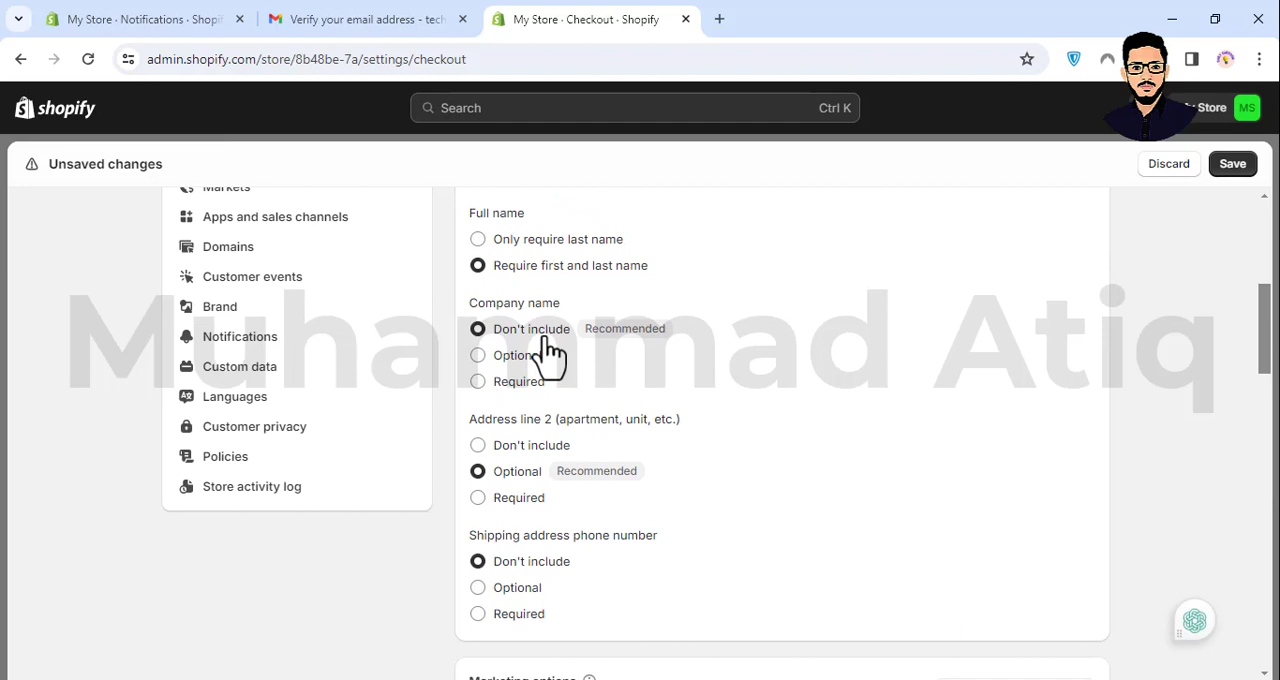 My Store · Notifications · Shopif
Verify your email address - tech
My Store · Checkout · Shopify
admin.shopify.com/store/8b48be-7a/settings/checkout
shopify
Search
Ctrl K
Store
MS
Unsaved changes
Discard
Save
Markets
Apps and sales channels
Domains
Customer events
Brand
Notifications
Custom data
Languages
Customer privacy
Policies
Store activity log
Full name
Only require last name
Require first and last name
Company name
Don't include
Recommended
Optional
Required
Address line 2 (apartment, unit, etc.)
Don't include
Optional
Recommended
Required
Shipping address phone number
Don't include
Optional
Required
Marketing options
Muhammad Atiq